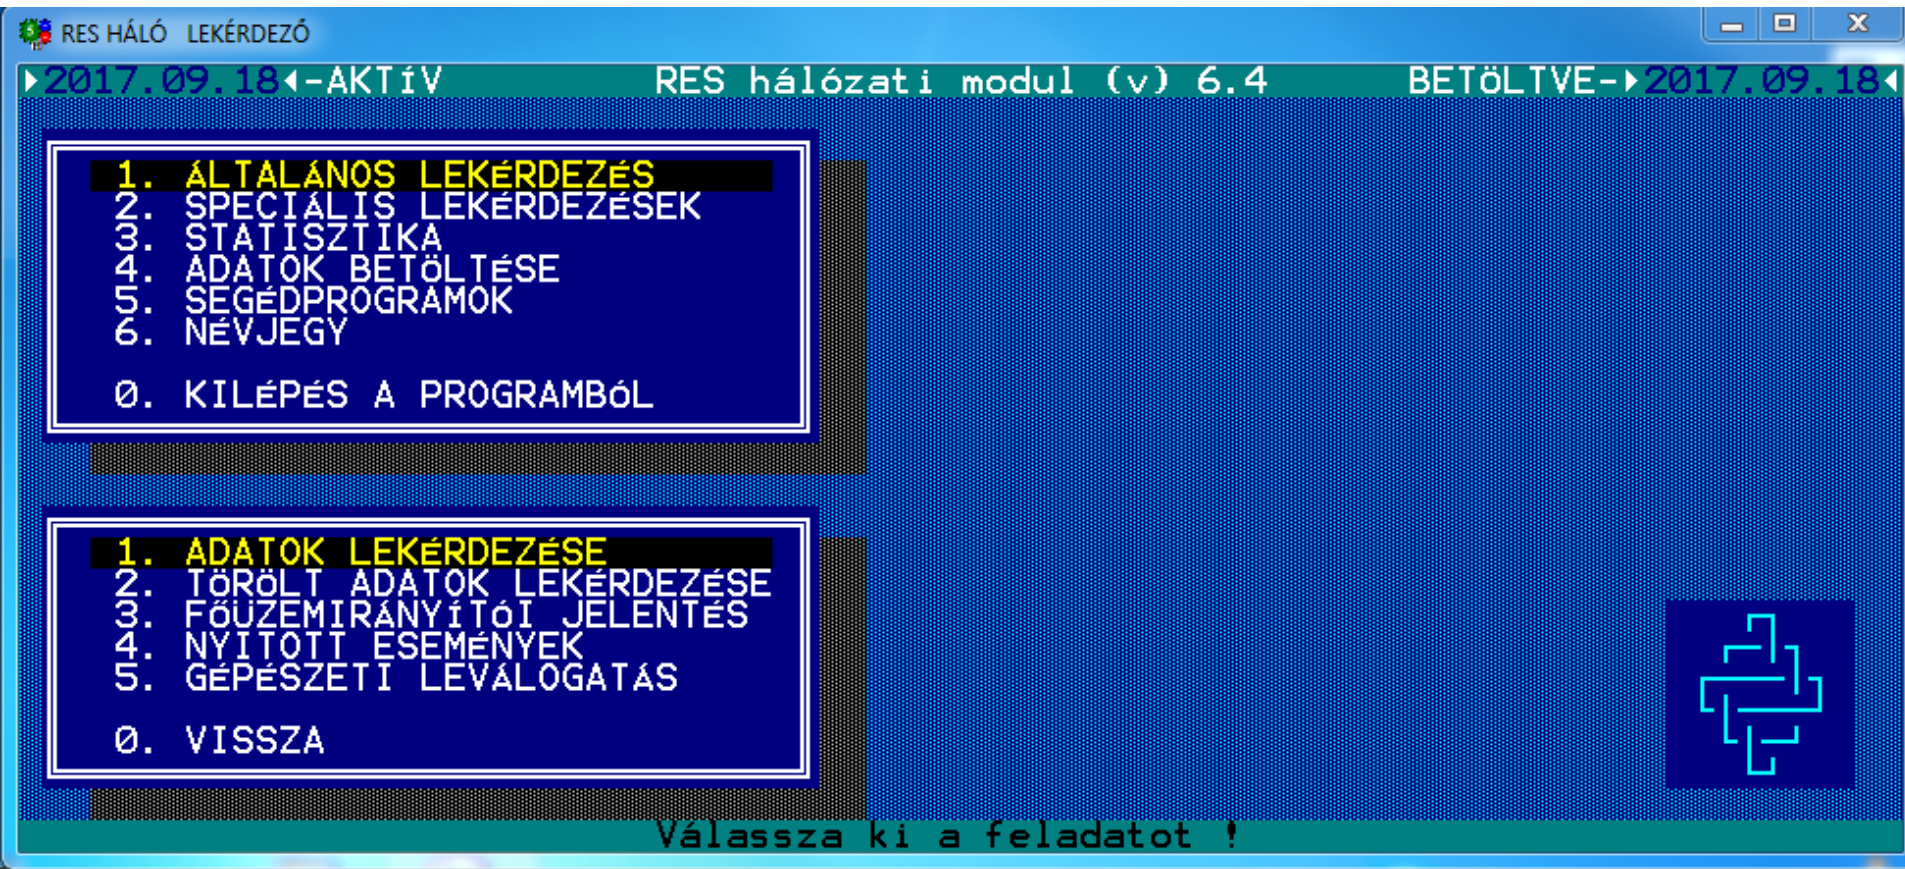 RES HÁLÓ LEKÉRDEZŐ
2017.09.18 -AKTÍV RES hálózati modul (v) 6.4 BETÖLTVE- 2017.09.18
1. ÁLTALÁNOS LEKÉRDEZÉS
2. SPECIÁLIS LEKÉRDEZÉSEK
3. STATISZTIKA
4. ADATOK BETÖLTÉSE
5. SEGÉDPROGRAMOK
6. NÉVJEGY
0. KILÉPÉS A PROGRAMBÓL
1. ADATOK LEKÉRDEZÉSE
2. TÖRÖLT ADATOK LEKÉRDEZÉSE
3. FŐÜZEMIRÁNYÍTÓI JELENTÉS
4. NYITOTT ESEMÉNYEK
5. GÉPÉSZETI LEVÁLOGATÁS
0. VISSZA
Válassza ki a feladatot !